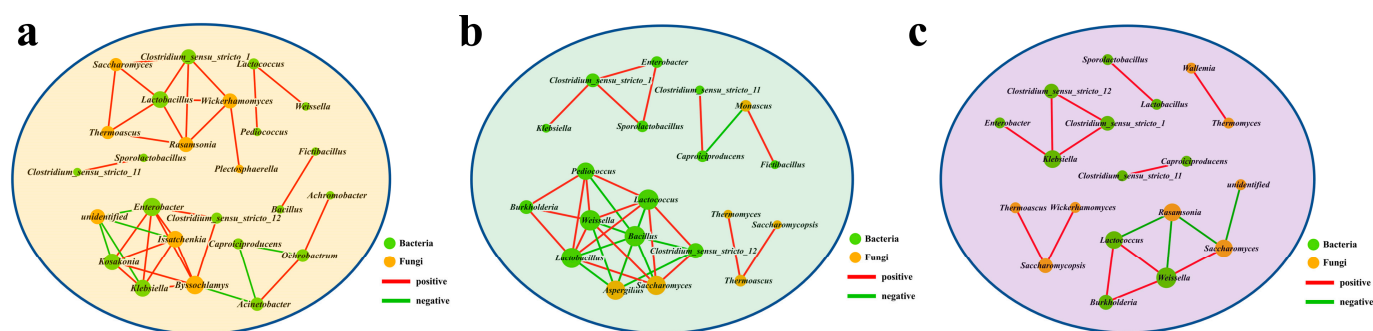 a
Clostridium_sensu_stricto_1
Saccharomyces
Lactococcus
Lactobacillus
Wickerhamomyces
Weissella
Thermoascus
Pediococcus
Rasamsonia
Sporolactobacillus
Plectosphaerella
Fictibacillus
Clostridium_sensu_stricto_11
Achromobacter
Enterobacter
unidentified
Clostridium_sensu_stricto_12
Bacillus
Issatchenkia
Caproiciproducens
Kosakonia
Ochrobactrum
Klebsiella
Byssochlamys
Acinetobacter
Bacteria
Fungi
positive
negative
b
Enterobacter
Clostridium_sensu_stricto_1
Clostridium_sensu_stricto_11
Monascus
Klebsiella
Sporolactobacillus
Caproiciproducens
Fictibacillus
Pediococcus
Burkholderia
Lactococcus
Weissella
Thermomyces
Saccharomycopsis
Bacillus
Clostridium_sensu_stricto_12
Lactobacillus
Aspergillus
Saccharomyces
Thermoascus
Bacteria
Fungi
positive
negative
c
Sporolactobacillus
Wallemia
Clostridium_sensu_stricto_12
Lactobacillus
Enterobacter
Clostridium_sensu_stricto_1
Thermomyces
Klebsiella
Caproiciproducens
Clostridium_sensu_stricto_11
unidentified
Thermoascus
Wickerhamomyces
Rasamsonia
Lactococcus
Saccharomyces
Saccharomycopsis
Weissella
Burkholderia
Bacteria
Fungi
positive
negative